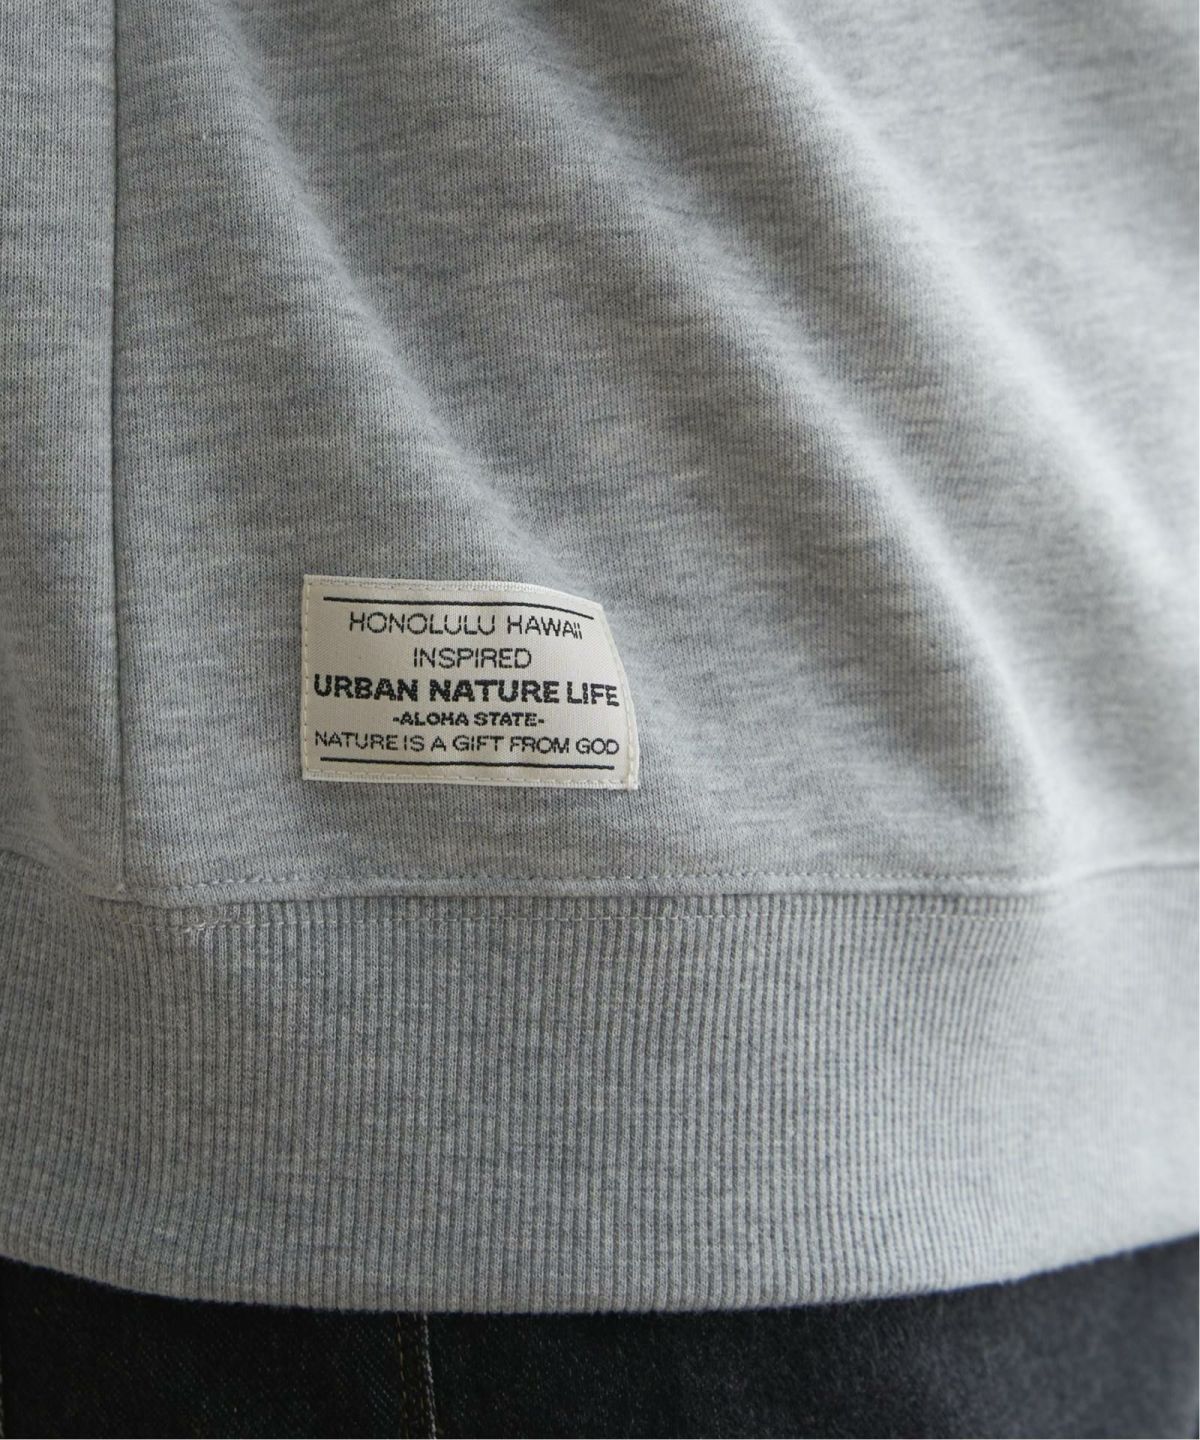 HONOLULU HAWAII
INSPIRED
URBAN NATURE LIFE
-ALOHA STATE-
NATURE IS A GIFT FROM GOD